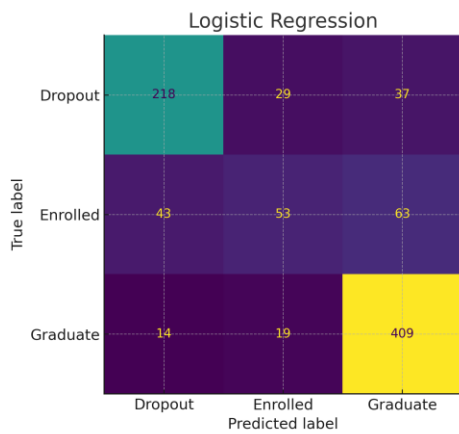 Logistic Regression
True label
Dropout 218 29 37
Enrolled 43 53 63
Graduate 14 19 409
Dropout Enrolled Graduate
Predicted label